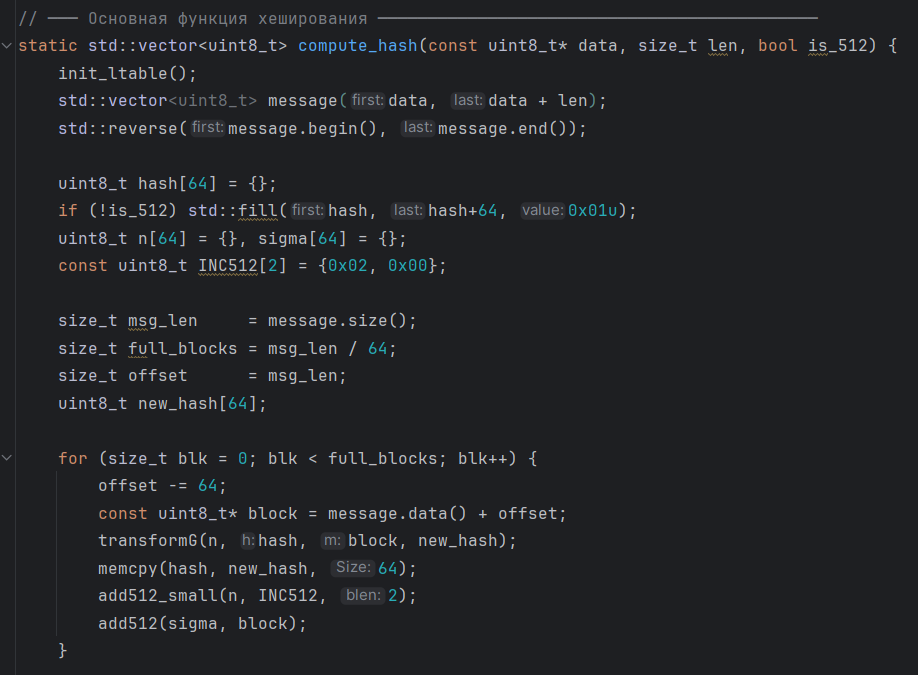 // ── Основная функция хеширования ────────────────────────────────────────────
static std::vector<uint8_t> compute_hash(const uint8_t* data, size_t len, bool is_512) {
    init_ltable();
    std::vector<uint8_t> message(first: data, last: data + len);
    std::reverse(first: message.begin(), last: message.end());

    uint8_t hash[64] = {};
    if (!is_512) std::fill(first: hash, last: hash+64, value: 0x01u);
    uint8_t n[64] = {}, sigma[64] = {};
    const uint8_t INC512[2] = {0x02, 0x00};

    size_t msg_len     = message.size();
    size_t full_blocks = msg_len / 64;
    size_t offset      = msg_len;
    uint8_t new_hash[64];

    for (size_t blk = 0; blk < full_blocks; blk++) {
        offset -= 64;
        const uint8_t* block = message.data() + offset;
        transformG(n, h: hash, m: block, new_hash);
        memcpy(hash, new_hash, Size: 64);
        add512_small(n, INC512, blen: 2);
        add512(sigma, block);
    }